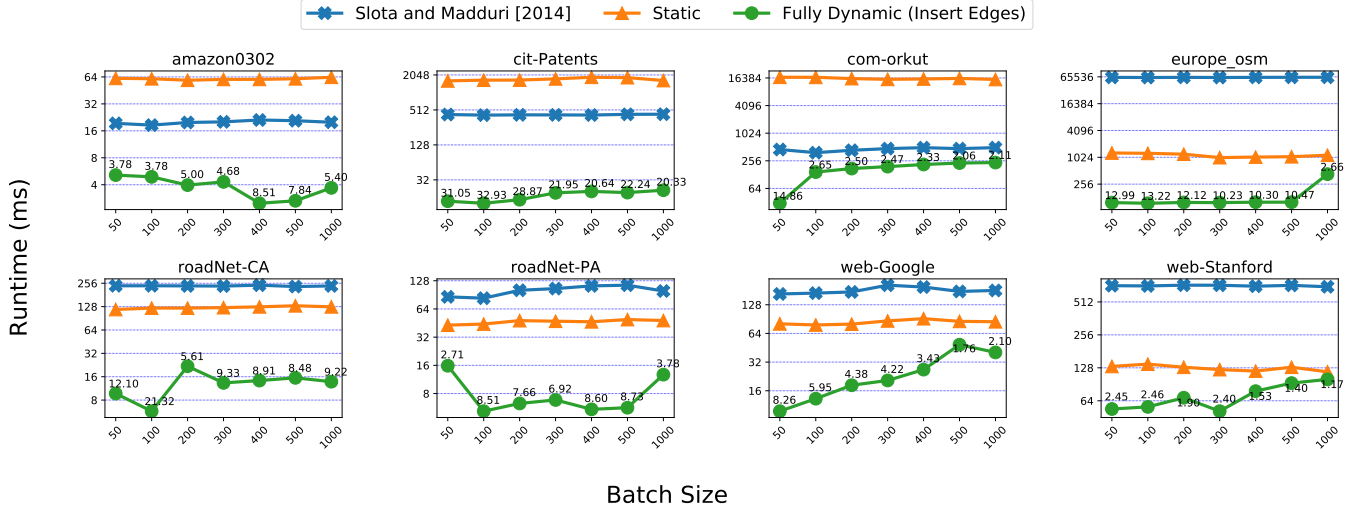 Slota and Madduri [2014] Static Fully Dynamic (Insert Edges)
amazon0302 cit-Patents com-orkut europe_osm
Runtime (ms)
64
32
16
8
4
3.78 3.78 5.00 4.68 8.51 7.84 5.40
50 100 200 300 400 500 1000
2048
512
128
32
31.05 32.93 28.87 21.95 20.64 22.24 20.33
50 100 200 300 400 500 1000
16384
4096
1024
256
64
14.86 2.65 2.50 2.47 2.33 2.06 2.11
50 100 200 300 400 500 1000
65536
16384
4096
1024
256
12.99 13.22 12.12 10.23 10.30 10.47 2.66
50 100 200 300 400 500 1000
roadNet-CA roadNet-PA web-Google web-Stanford
256
128
64
32
16
8
12.10 21.32 5.61 9.33 8.91 8.48 9.22
50 100 200 300 400 500 1000
128
64
32
16
8
2.71 8.51 7.66 6.92 8.60 8.73 3.78
50 100 200 300 400 500 1000
128
64
32
16
8.26 5.95 4.38 4.22 3.43 1.76 2.10
50 100 200 300 400 500 1000
512
256
128
64
2.45 2.46 1.90 2.40 1.53 1.40 1.17
50 100 200 300 400 500 1000
Batch Size